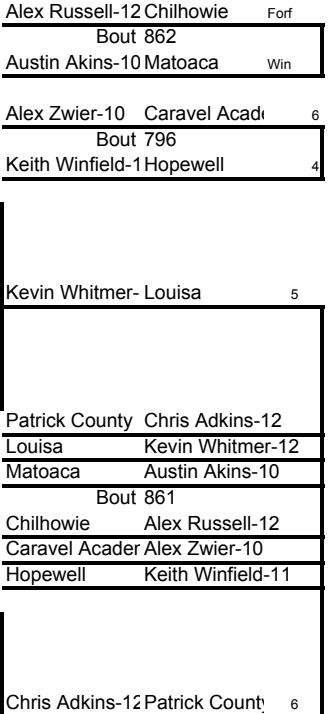 Alex Russell-12 Chilhowie Forf
Bout 862
Austin Akins-10 Matoaca Win
Alex Zwier-10 Caravel Acade 6
Bout 796
Keith Winfield-1 Hopewell 4
Kevin Whitmer- Louisa 5
Patrick County Chris Adkins-12
Louisa Kevin Whitmer-12
Matoaca Austin Akins-10
Bout 861
Chilhowie Alex Russell-12
Caravel Acader Alex Zwier-10
Hopewell Keith Winfield-11
Chris Adkins-12 Patrick County 6